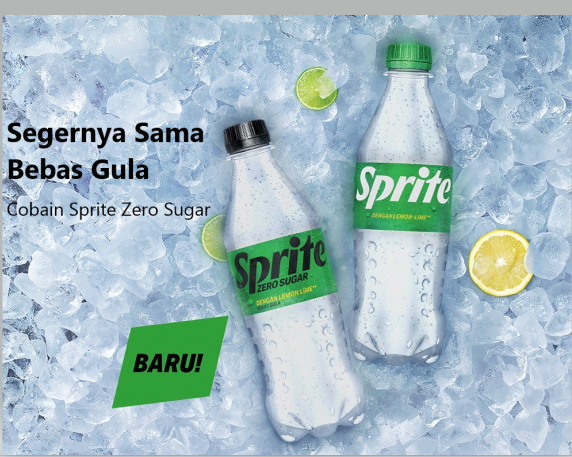 Segernya Sama
Bebas Gula
Cobain Sprite Zero Sugar
Sprite
ZERO SUGAR
DENGAN LEMON LIME**
Sprite
DENGAN LEMON-LIME**
BARU!